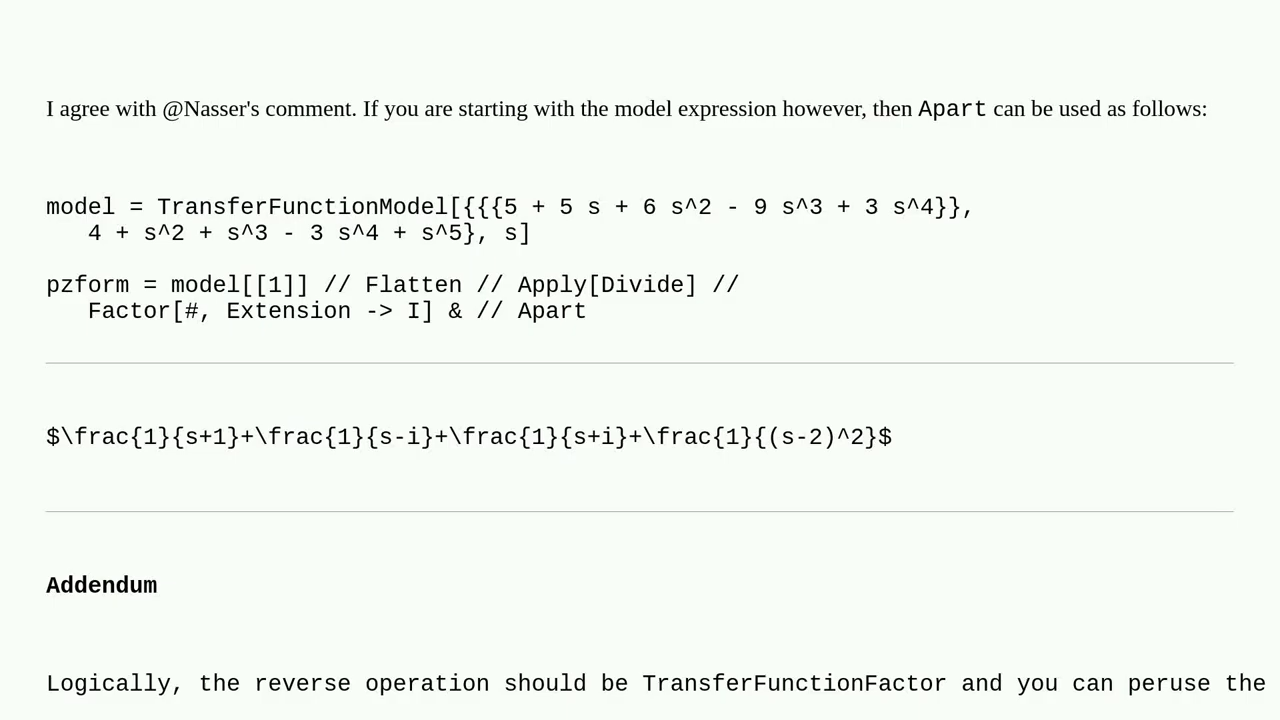 I agree with @Nasser's comment. If you are starting with the model expression however, then Apart can be used as follows:
model = TransferFunctionModel[{{{5 + 5 s + 6 s^2 - 9 s^3 + 3 s^4}},
   4 + s^2 + s^3 - 3 s^4 + s^5}, s]
pzform = model[[1]] // Flatten // Apply[Divide] //
   Factor[#, Extension -> I] & // Apart
$\frac{1}{s+1}+\frac{1}{s-i}+\frac{1}{s+i}+\frac{1}{(s-2)^2}$
Addendum
Logically, the reverse operation should be TransferFunctionFactor and you can peruse the